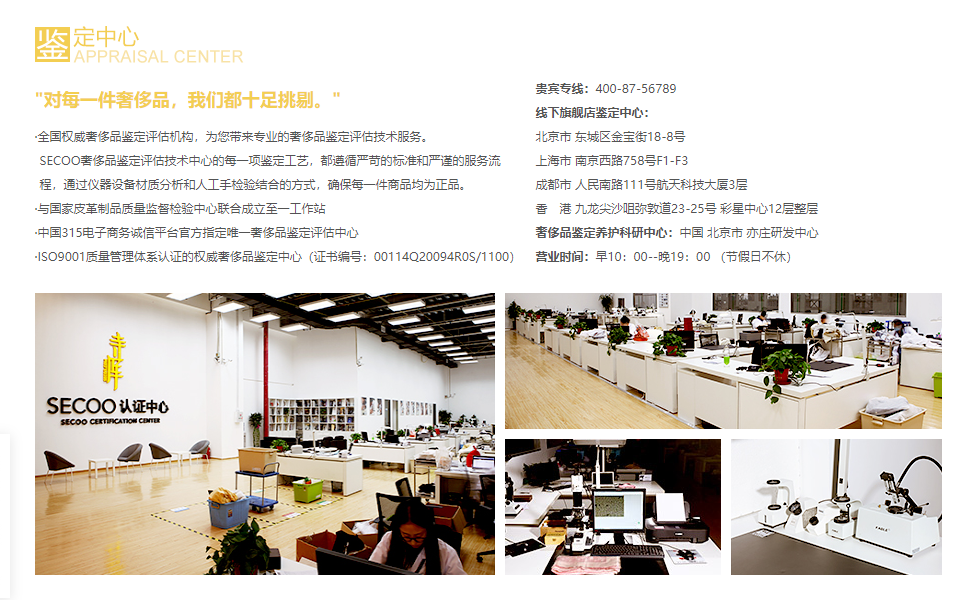 鉴 定中心
APPRAISAL CENTER
"对每一件奢侈品，我们都十足挑剔。"
·全国权威奢侈品鉴定评估机构，为您带来专业的奢侈品鉴定评估技术服务。
SECOO奢侈品鉴定评估技术中心的每一项鉴定工艺，都遵循严苛的标准和严谨的服务流
程，通过仪器设备材质分析和人工手检验结合的方式，确保每一件商品均为正品。
·与国家皮革制品质量监督检验中心联合成立至一工作站
·中国315电子商务诚信平台官方指定唯一奢侈品鉴定评估中心
·ISO9001质量管理体系认证的权威奢侈品鉴定中心（证书编号：00114Q20094R0S/1100）
贵宾专线：400-87-56789
线下旗舰店鉴定中心：
北京市 东城区金宝街18-8号
上海市 南京西路758号F1-F3
成都市 人民南路111号航天科技大厦3层
香　港 九龙尖沙咀弥敦道23-25号 彩星中心12层整层
奢侈品鉴定养护科研中心：中国 北京市 亦庄研发中心
营业时间：早10：00--晚19：00 （节假日不休）
寺庫
SECOO 认证中心
SECOO CERTIFICATION CENTER